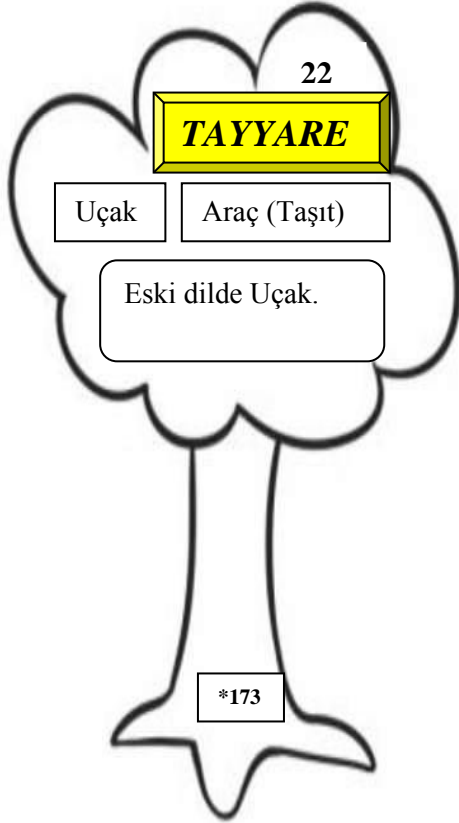 22
TAYYARE
Uçak
Araç (Taşıt)
Eski dilde Uçak.
*173